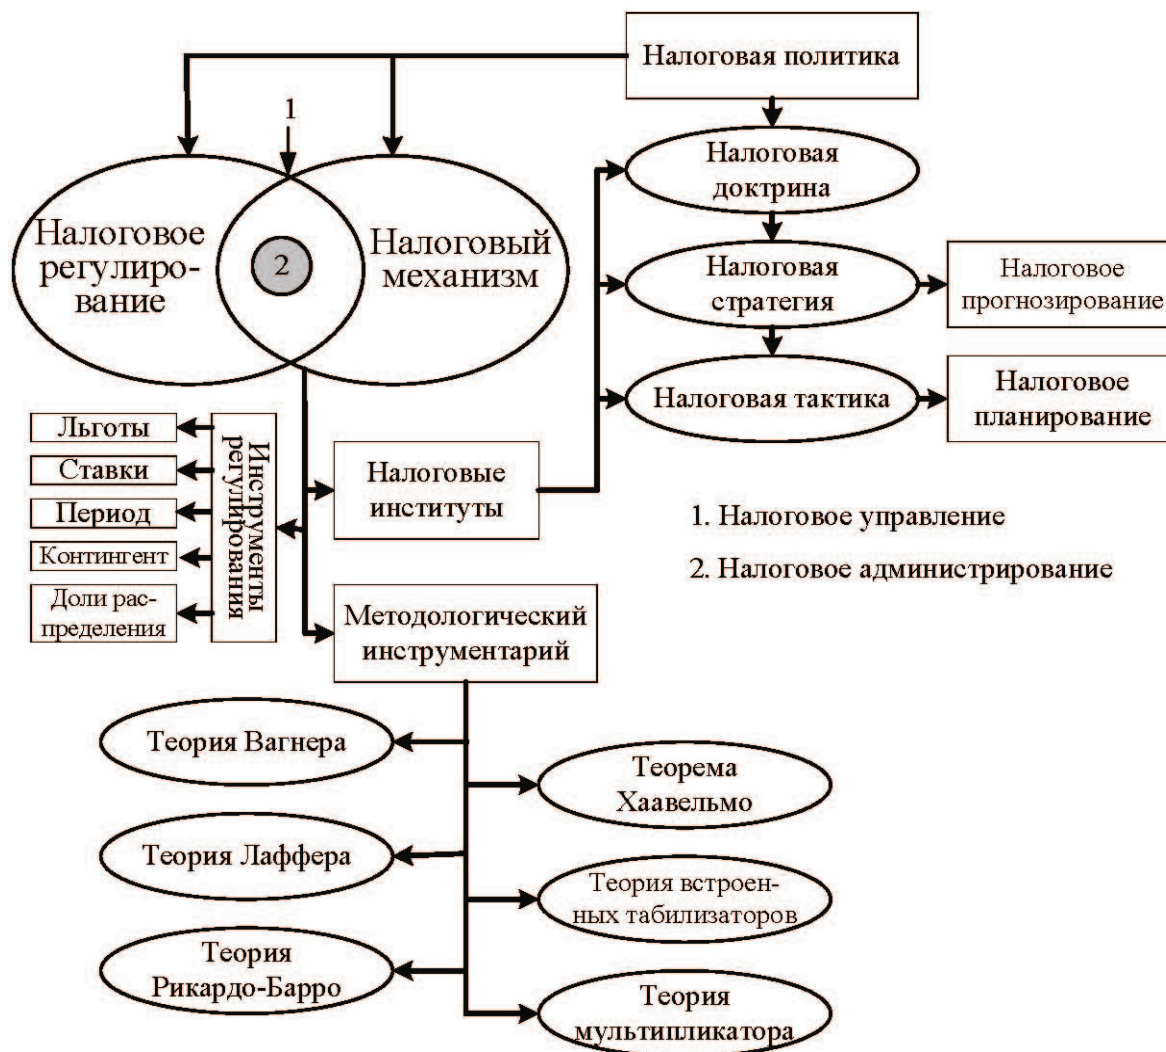 Налоговая политика
1
Налоговая
доктрина
Налоговое
регулиро-
вание
2
Налоговый
механизм
Налоговая
стратегия
Налоговое
прогнозирование
Налоговая тактика
Налоговое
планирование
Льготы
Ставки
Период
Контингент
Доли рас-
пределения
Инструменты
регулирования
Налоговые
институты
1. Налоговое управление
2. Налоговое администрирование
Методологический
инструментарий
Теория Вагнера
Теорема
Хаавельмо
Теория Лаффера
Теория встроен-
ных табилизаторов
Теория
Рикардо-Барро
Теория
мультипликатора